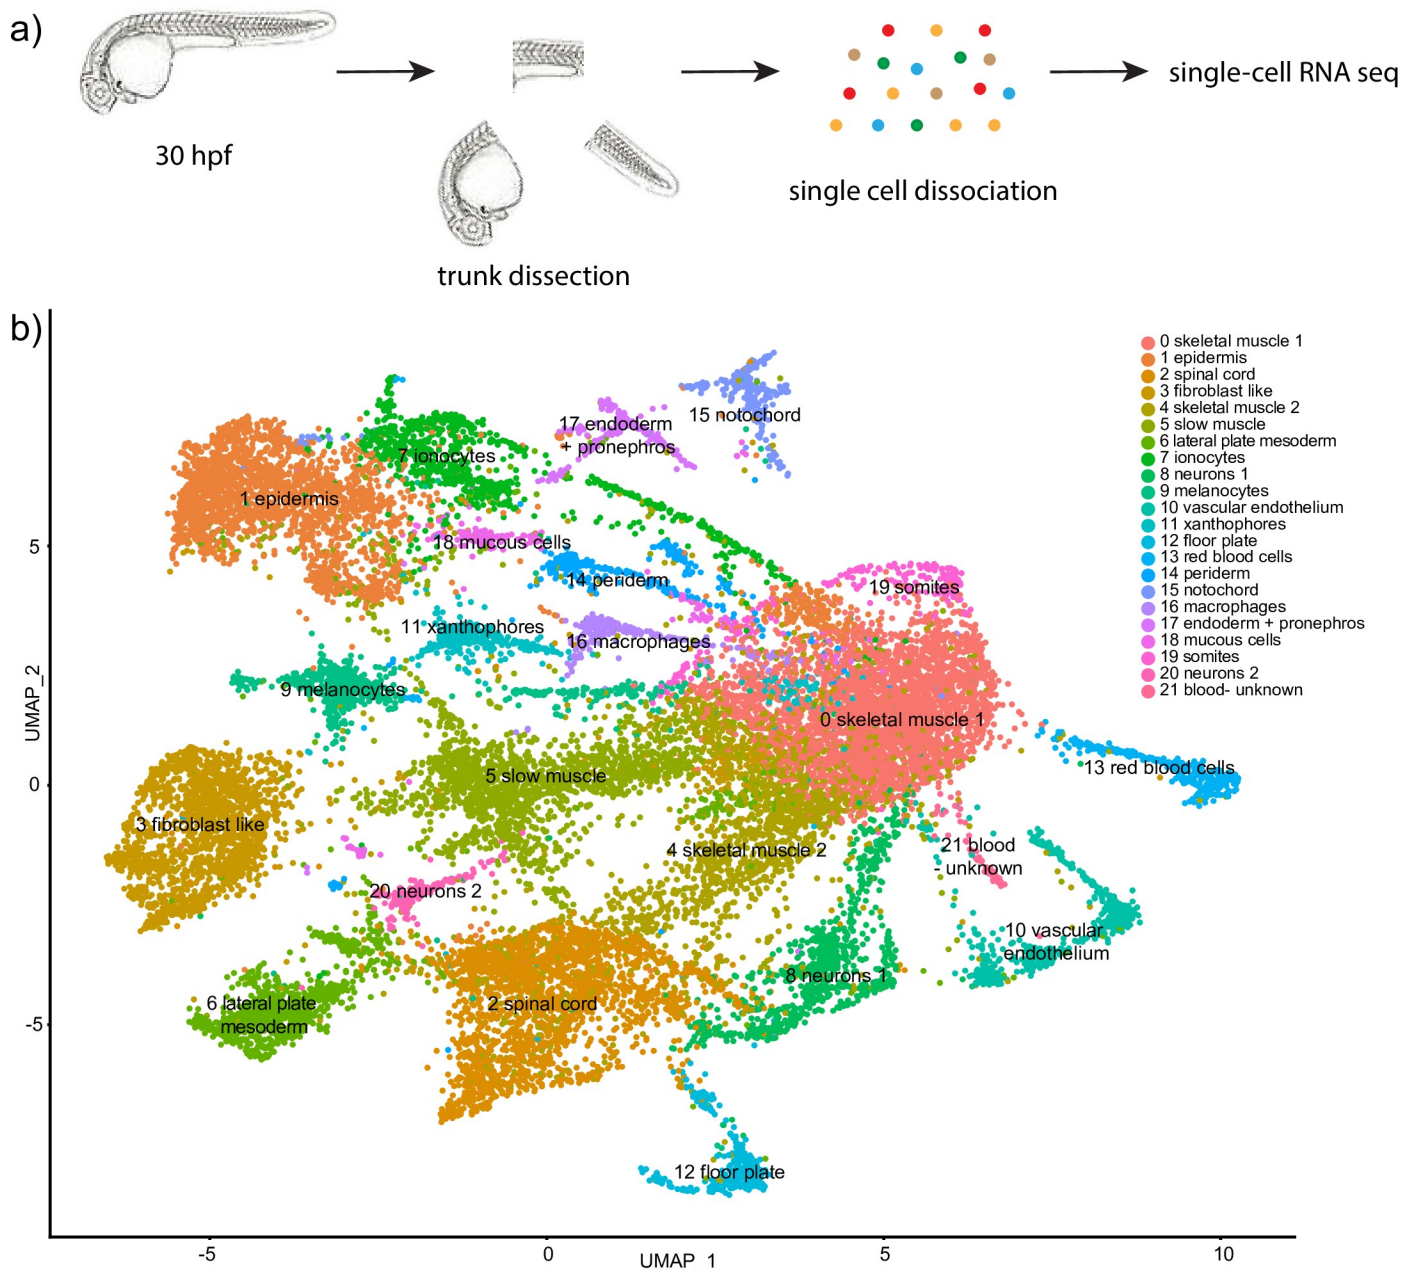 a)
30 hpf
trunk dissection
single cell dissociation
single-cell RNA seq
b)
0 skeletal muscle 1
1 epidermis
2 spinal cord
3 fibroblast like
4 skeletal muscle 2
5 slow muscle
6 lateral plate mesoderm
7 ionocytes
8 neurons 1
9 melanocytes
10 vascular endothelium
11 xanthophores
12 floor plate
13 red blood cells
14 periderm
15 notochord
16 macrophages
17 endoderm + pronephros
18 mucous cells
19 somites
20 neurons 2
21 blood- unknown
15 notochord
17 endoderm
+ pronephros
7 ionocytes
1 epidermis
18 mucous cells
14 periderm
19 somites
11 xanthophores
16 macrophages
9 melanocytes
0 skeletal muscle 1
13 red blood cells
5 slow muscle
3 fibroblast like
4 skeletal muscle 2
21 blood
- unknown
20 neurons 2
10 vascular
endothelium
8 neurons 1
2 spinal cord
6 lateral plate
mesoderm
12 floor plate
UMAP_2
5
0
-5
-5
0
5
10
UMAP_1